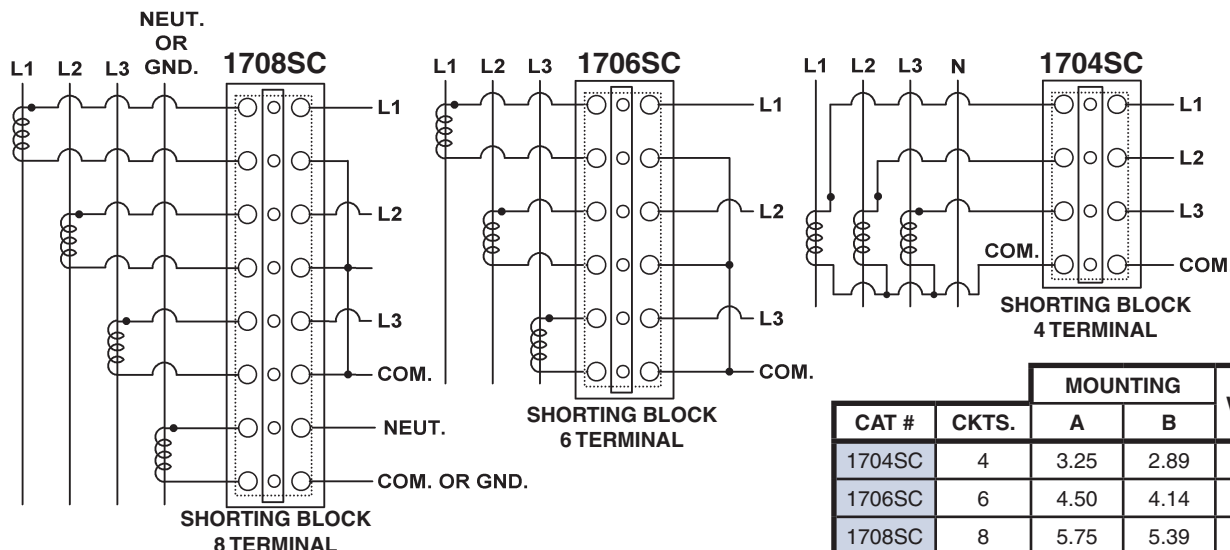 NEUT.
OR
L1 L2 L3 GND.
1708SC
L1
L2
L3
COM.
NEUT.
COM. OR GND.
SHORTING BLOCK
8 TERMINAL
L1 L2 L3
1706SC
L1
L2
L3
COM.
SHORTING BLOCK
6 TERMINAL
L1 L2 L3 N
1704SC
L1
L2
L3
COM.
COM
SHORTING BLOCK
4 TERMINAL
MOUNTING
CAT # CKTS. A B
1704SC 4 3.25 2.89
1706SC 6 4.50 4.14
1708SC 8 5.75 5.39